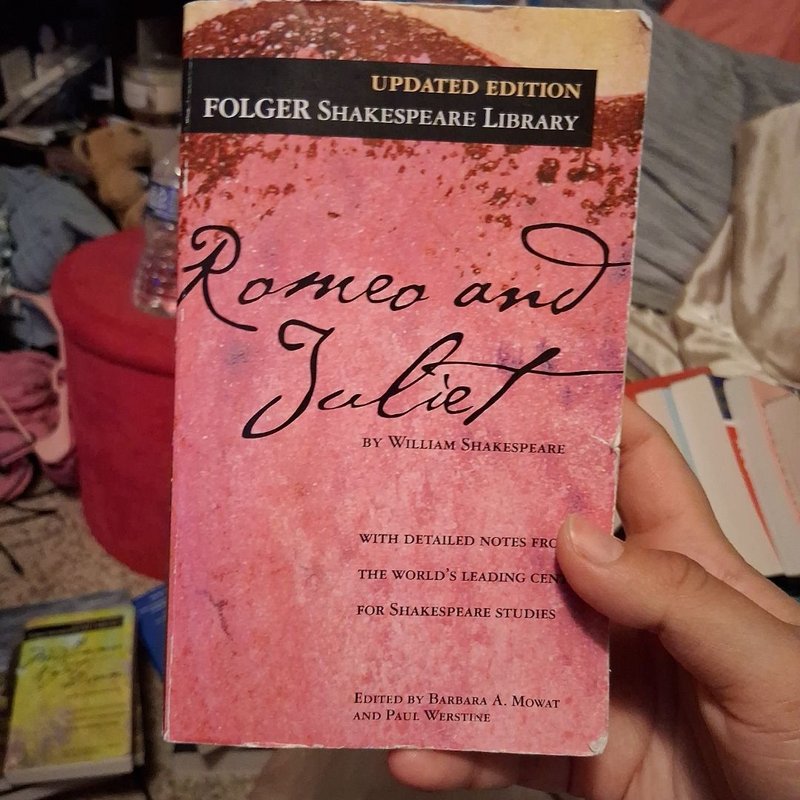 UPDATED EDITION
FOLGER SHAKESPEARE LIBRARY
Romeo and
Juliet
BY WILLIAM SHAKESPEARE
WITH DETAILED NOTES FRO
THE WORLD'S LEADING CEN
FOR SHAKESPEARE STUDIES
EDITED BY BARBARA A. MOWAT
AND PAUL WERSTINE